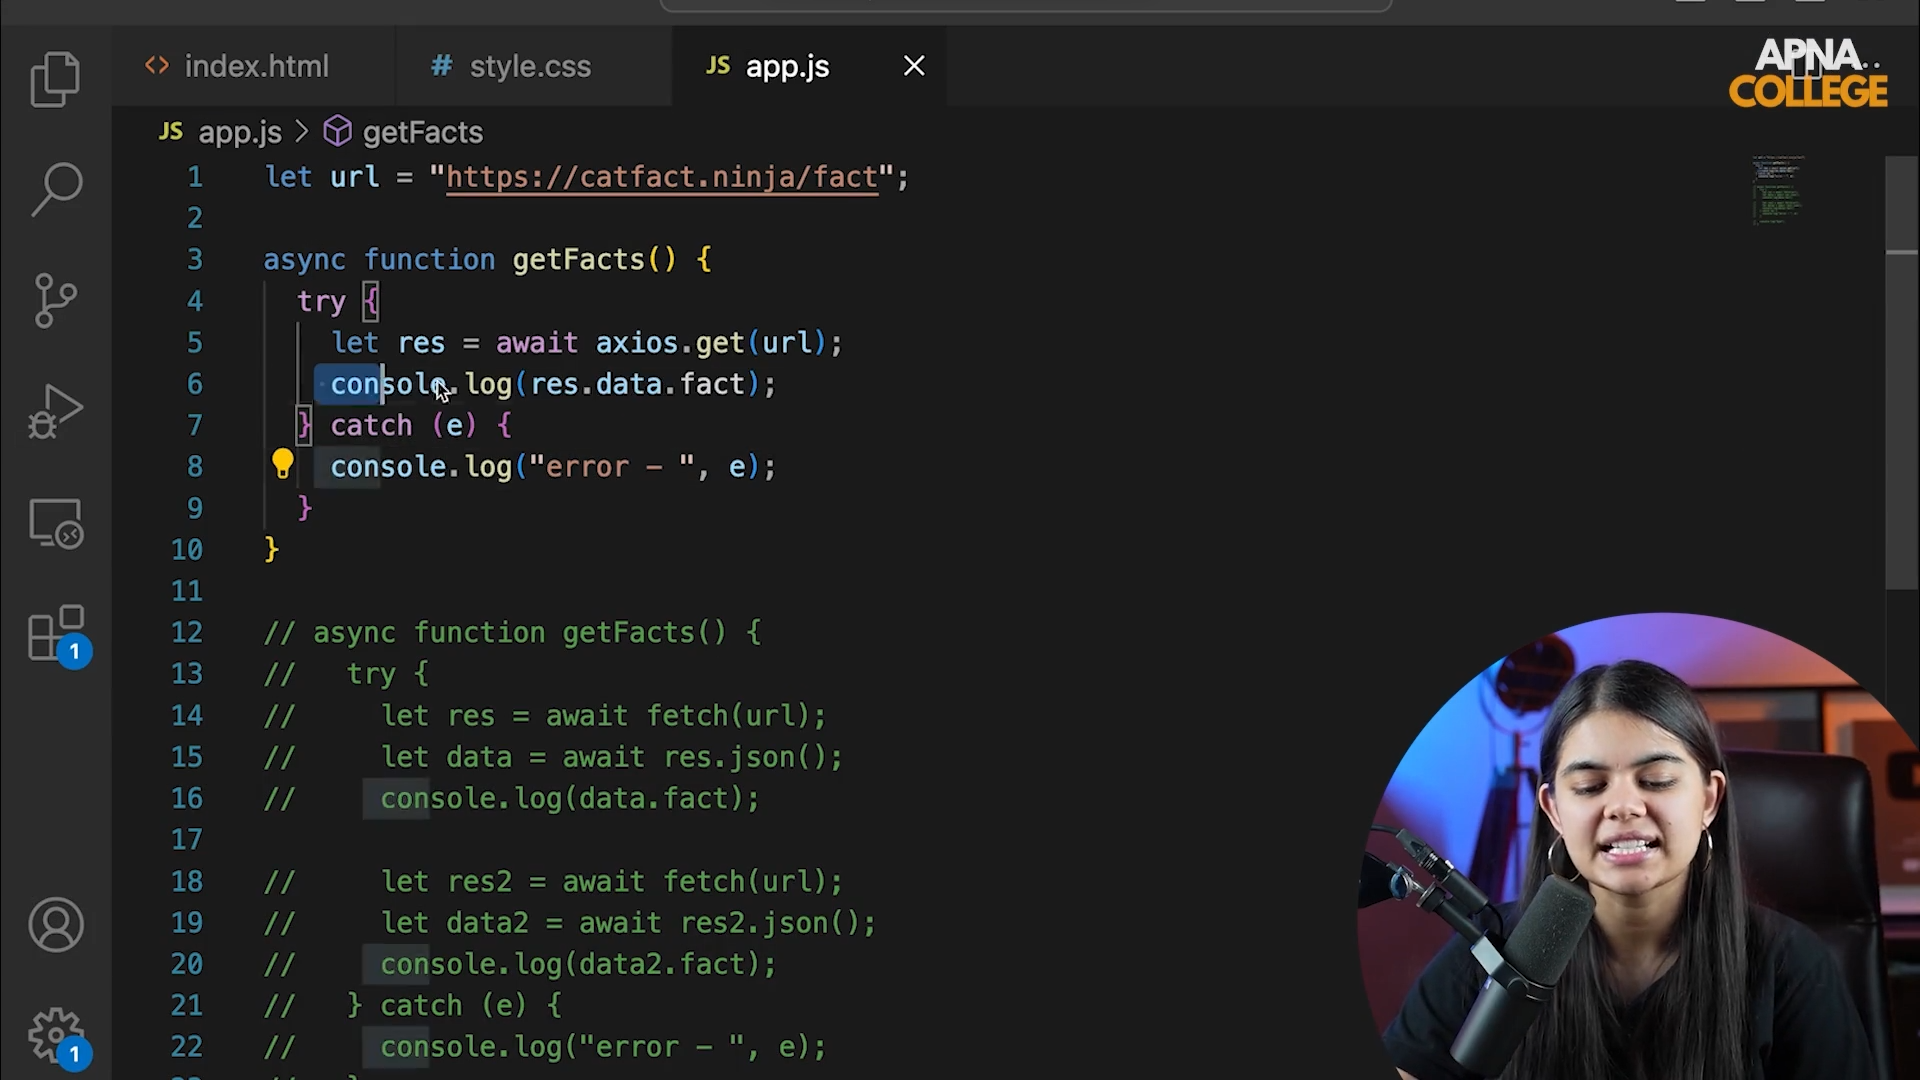 index.html
# style.css
JS app.js
APNA
COLLEGE
JS app.js > getFacts
1 let url = "https://catfact.ninja/fact";
2
3 async function getFacts() {
4 try {
5 let res = await axios.get(url);
6 console.log(res.data.fact);
7 } catch (e) {
8 console.log("error - ", e);
9 }
10 }
11
12 // async function getFacts() {
13 // try {
14 // let res = await fetch(url);
15 // let data = await res.json();
16 // console.log(data.fact);
17
18 // let res2 = await fetch(url);
19 // let data2 = await res2.json();
20 // console.log(data2.fact);
21 // } catch (e) {
22 // console.log("error - ", e);
1
1